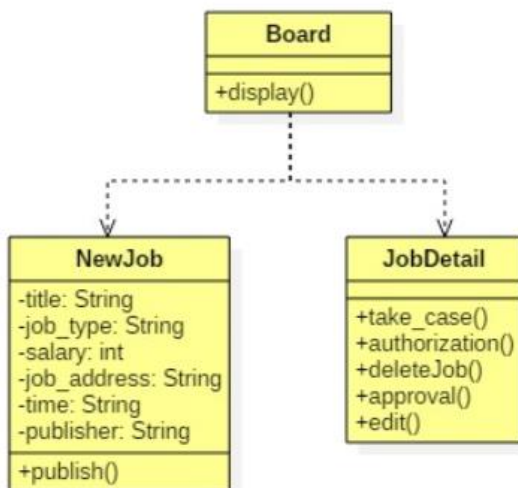 Board
+display()
NewJob
-title: String
-job_type: String
-salary: int
-job_address: String
-time: String
-publisher: String
+publish()
JobDetail
+take_case()
+authorization()
+deleteJob()
+approval()
+edit()